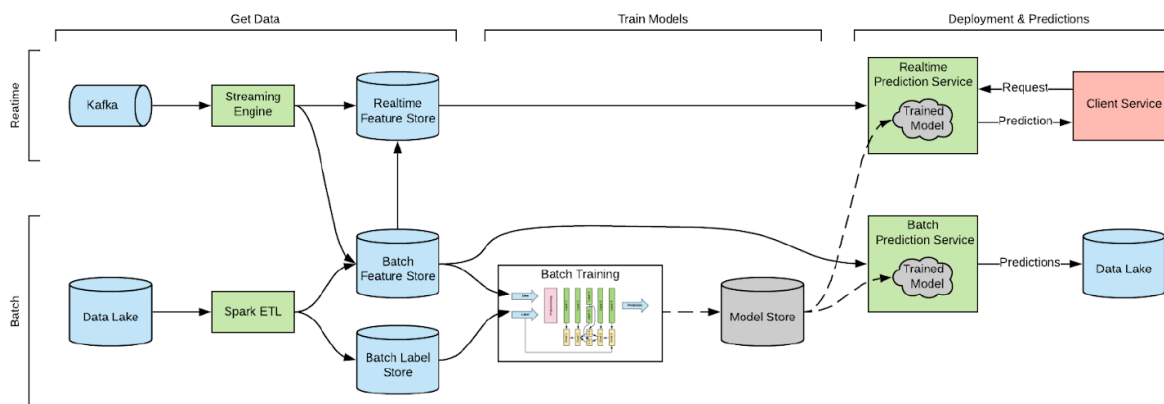 Get Data
Train Models
Deployment & Predictions
Reatime
Kafka
Streaming
Engine
Realtime
Feature Store
Realtime
Prediction Service
Trained
Model
Request
Prediction
Client Service
Batch
Data Lake
Spark ETL
Batch
Feature Store
Batch Label
Store
Batch Training
Model Store
Batch
Prediction Service
Trained
Model
Predictions
Data Lake